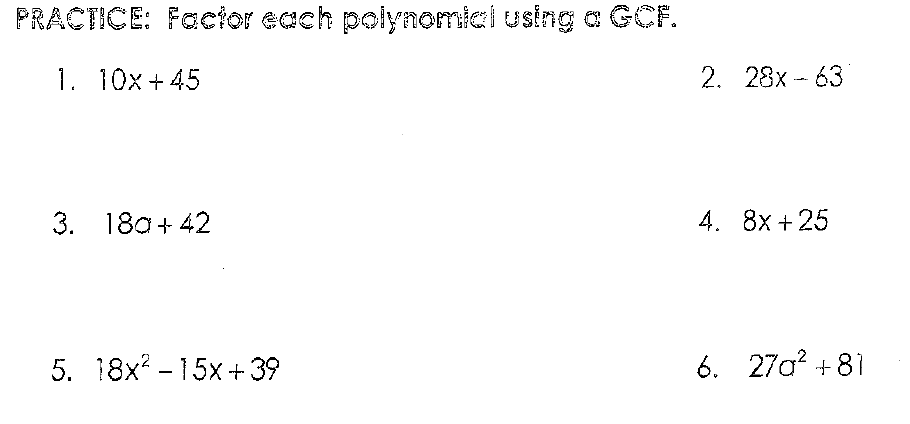 PRACTICE: Factor each polynomial using a GCF.
1. 10x + 45
2. 28x - 63
3. 18a + 42
4. 8x + 25
5. 18x² - 15x + 39
6. 27a² + 81